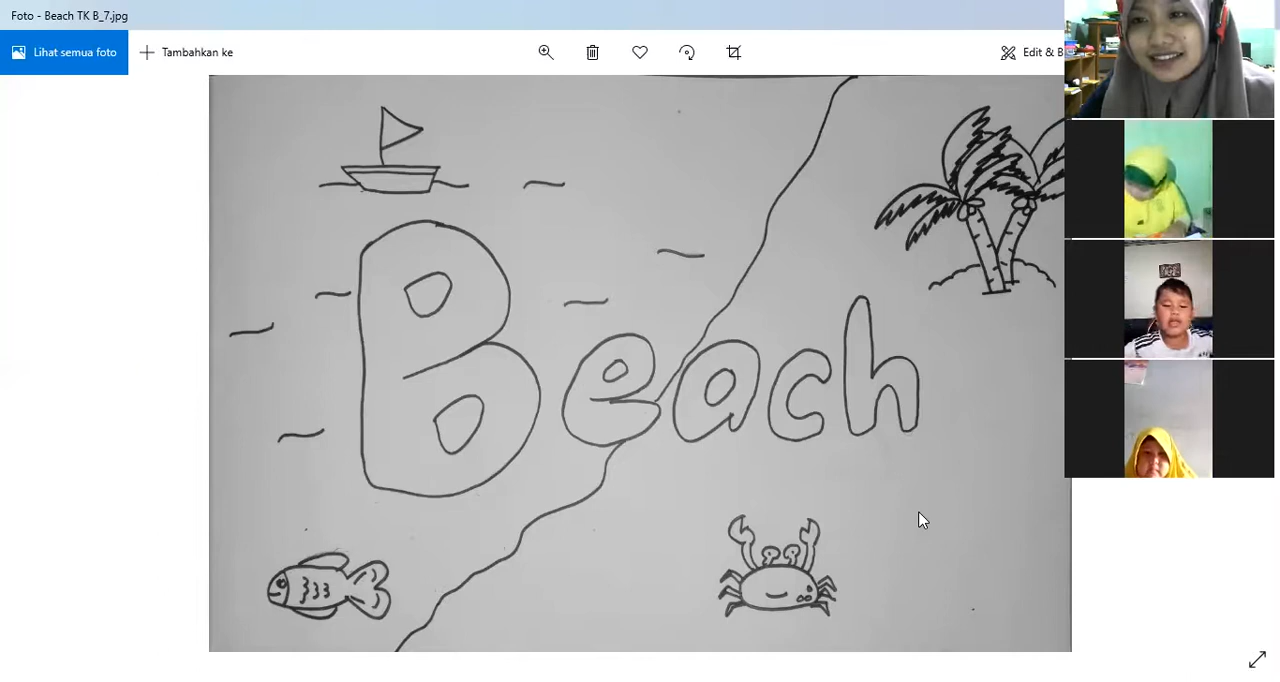 Foto - Beach TK B_7.jpg
Lihat semua foto
Tambahkan ke
Edit & B
Beach